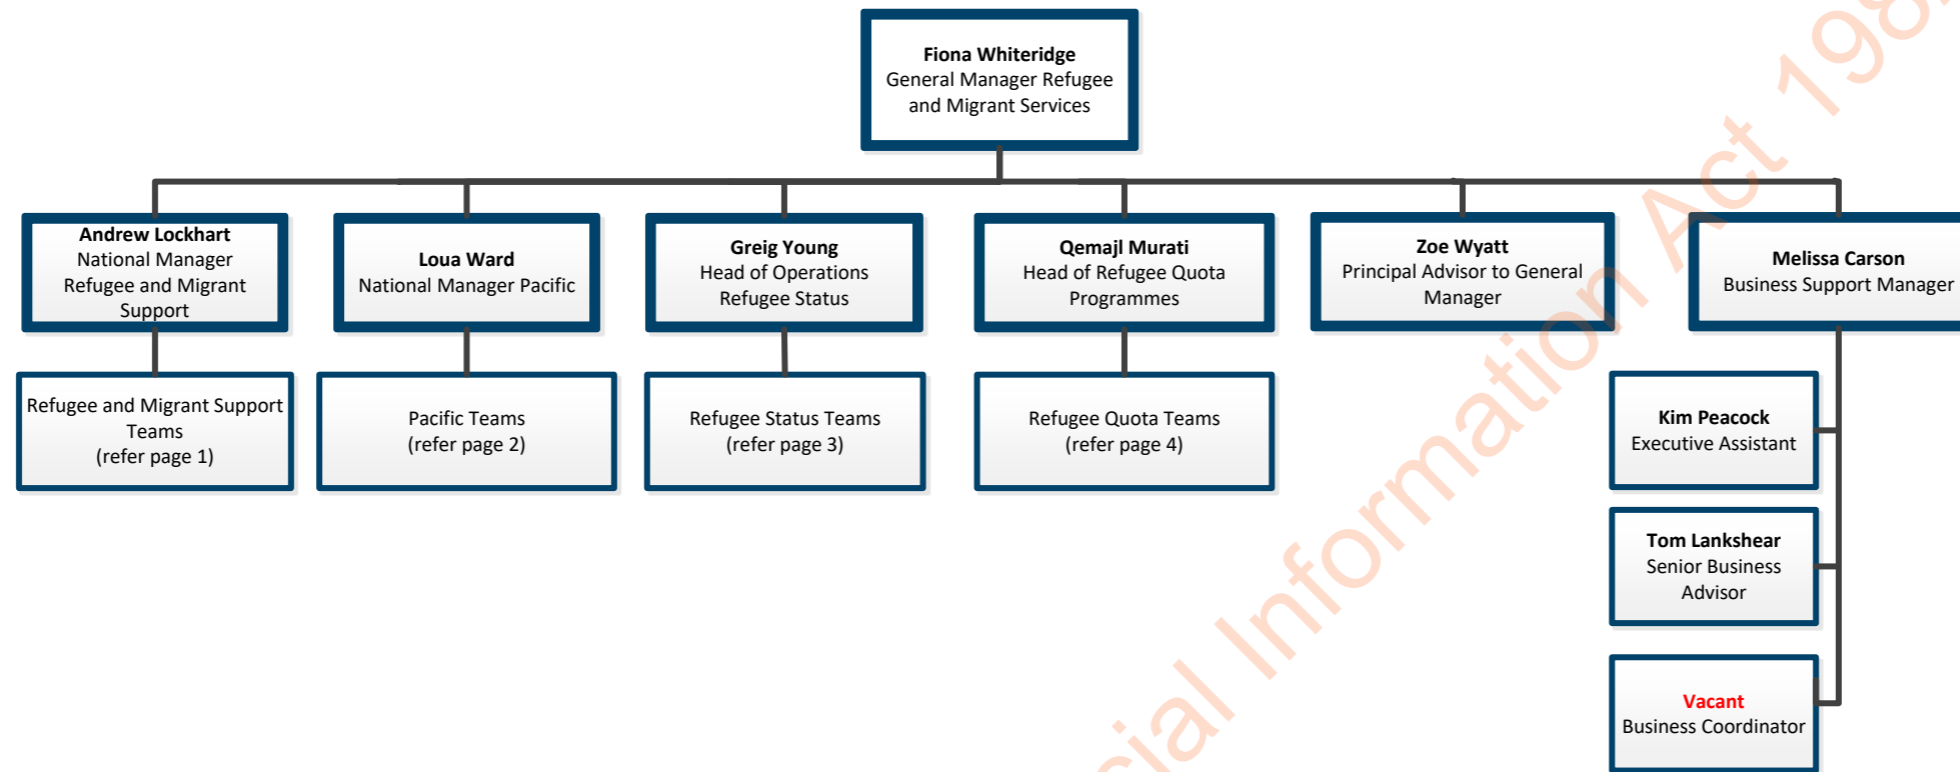 Fiona Whiteridge
General Manager Refugee
and Migrant Services
Andrew Lockhart
National Manager
Refugee and Migrant
Support
Loua Ward
National Manager Pacific
Greig Young
Head of Operations
Refugee Status
Qemajl Murati
Head of Refugee Quota
Programmes
Zoe Wyatt
Principal Advisor to General
Manager
Melissa Carson
Business Support Manager
Refugee and Migrant Support
Teams
(refer page 1)
Pacific Teams
(refer page 2)
Refugee Status Teams
(refer page 3)
Refugee Quota Teams
(refer page 4)
Kim Peacock
Executive Assistant
Tom Lankshear
Senior Business
Advisor
Vacant
Business Coordinator
Information Act